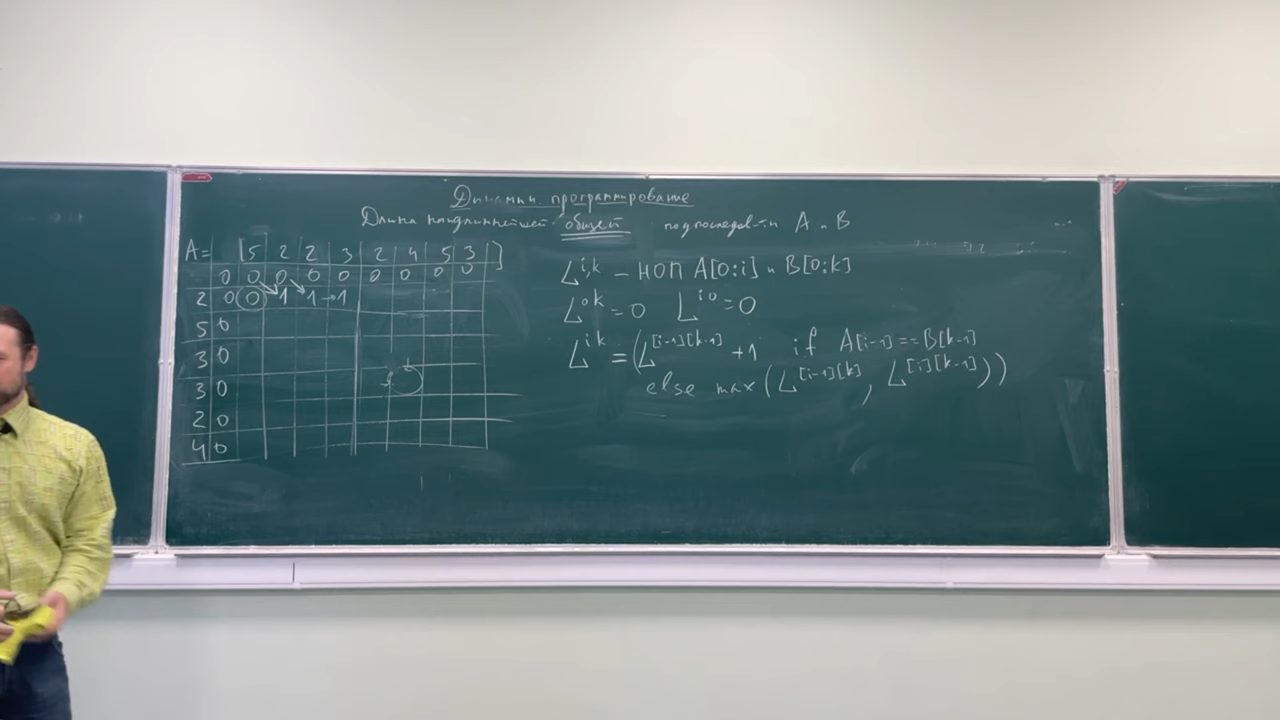 Динамич. программирование
Длина наидлиннейшей общей подпоследов-ти A и B
A= [5 2 2 3 2 4 5 3]
0 0 0 0 0 0 0 0 0
2 0 0 1 1 → 1
5 0
3 0
3 0
2 0
4 0
L^{i,k} – НОП A[0:i] и B[0:k]
L^{0k} = 0 L^{i0} = 0
L^{ik} = (L^{[i-1][k-1]} +1 if A[i-1]==B[k-1]
else max(L^{[i-1][k]}, L^{[i][k-1]}))